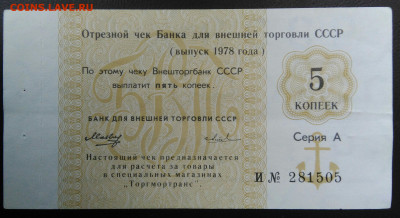 COINS.LAVE.RU
Отрезной чек Банка для внешней торговли СССР
(выпуск 1978 года)
По этому чеку Внешторгбанк СССР
выплатит пять копеек.
5
КОПЕЕК
БАНК ДЛЯ ВНЕШНЕЙ ТОРГОВЛИ СССР
Серия А
Настоящий чек предназначается
для расчета за товары
в специальных магазинах
"Торгмортранс".
И № 281505